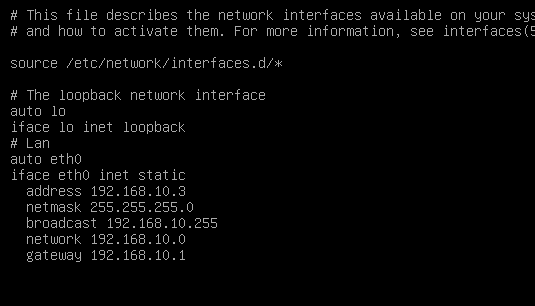 # This file describes the network interfaces available on your sys
# and how to activate them. For more information, see interfaces(5
source /etc/network/interfaces.d/*
# The loopback network interface
auto lo
iface lo inet loopback
# Lan
auto eth0
iface eth0 inet static
address 192.168.10.3
netmask 255.255.255.0
broadcast 192.168.10.255
network 192.168.10.0
gateway 192.168.10.1